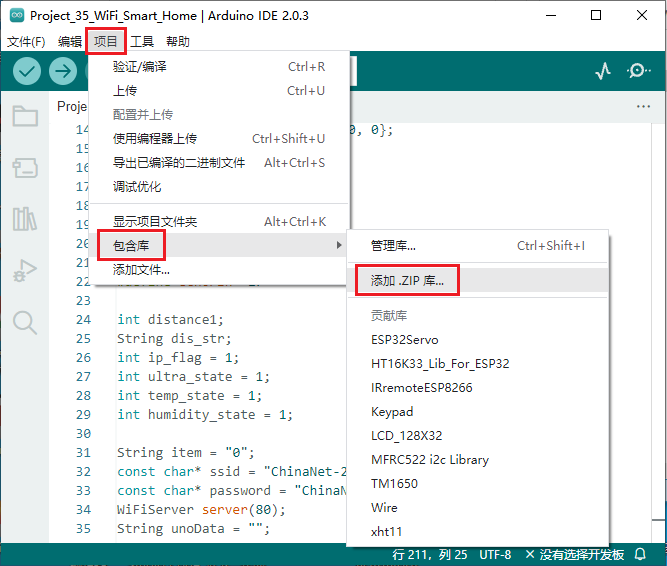 Project_35_WiFi_Smart_Home | Arduino IDE 2.0.3
文件(F) 编辑 项目 工具 帮助
验证/编译 Ctrl+R
上传 Ctrl+U
配置并上传
使用编程器上传 Ctrl+Shift+U
导出已编译的二进制文件 Alt+Ctrl+S
调试优化
显示项目文件夹 Alt+Ctrl+K
包含库
添加文件...
管理库... Ctrl+Shift+I
添加 .ZIP 库...
贡献库
ESP32Servo
HT16K33_Lib_For_ESP32
IRremoteESP8266
Keypad
LCD_128X32
MFRC522 i2c Library
TM1650
Wire
xht11
Proje
14 0, 0};
15
16
17
18
19
20
21
22
23
24 int distance1;
25 String dis_str;
26 int ip_flag = 1;
27 int ultra_state = 1;
28 int temp_state = 1;
29 int humidity_state = 1;
30
31 String item = "0";
32 const char* ssid = "ChinaNet-2
33 const char* password = "ChinaN
34 WiFiServer server(80);
35 String unoData = "";
行 211，列 25 UTF-8 × 没有选择开发板